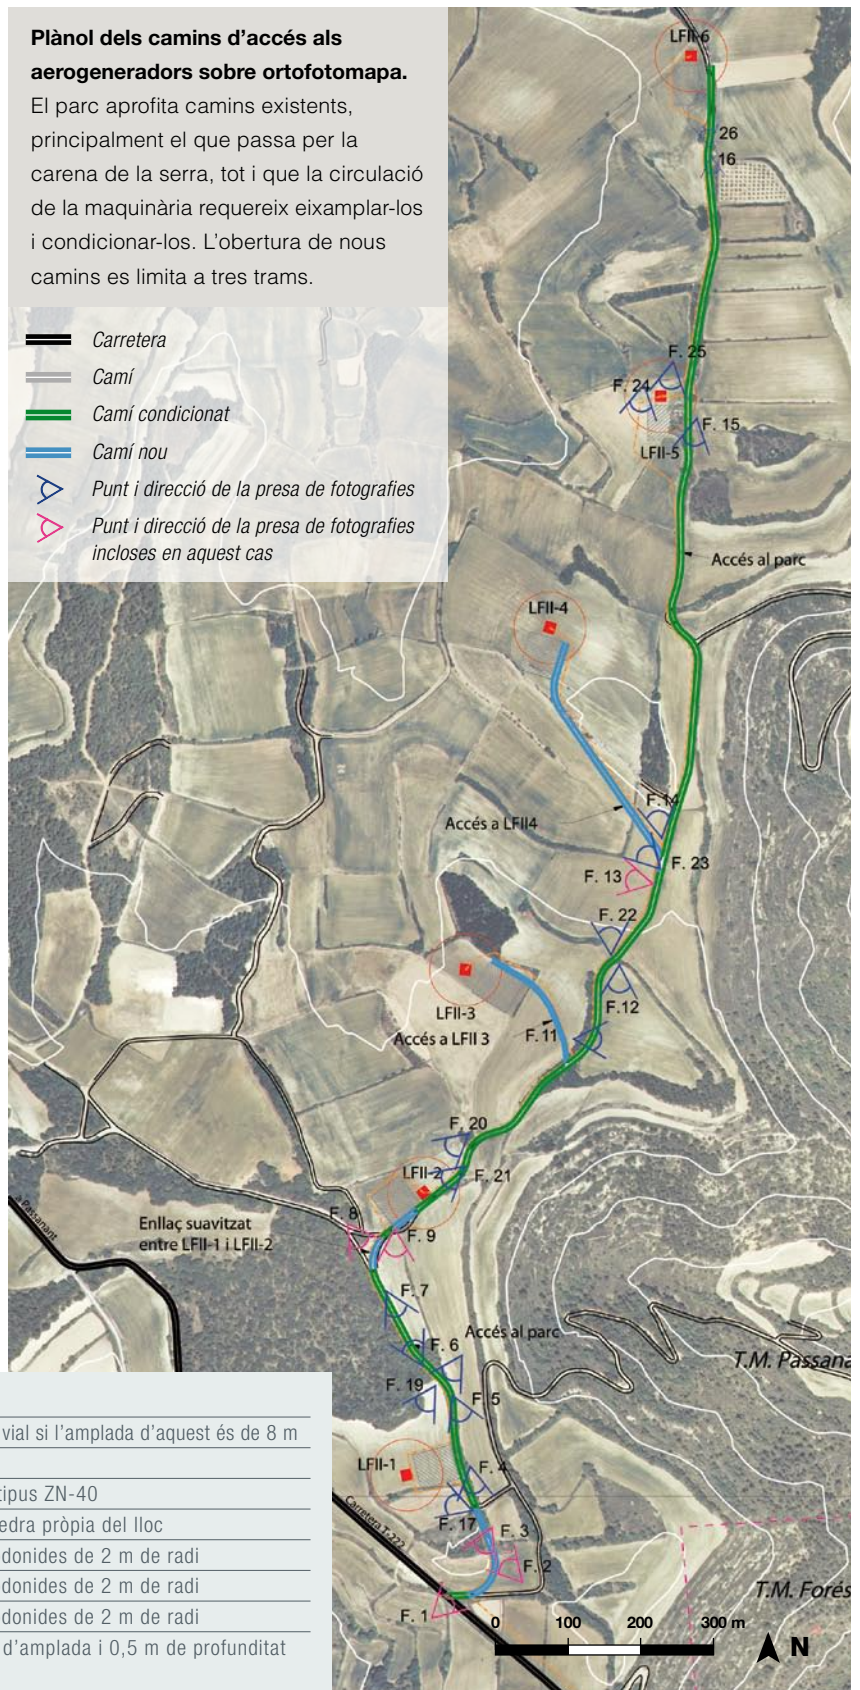 Plànol dels camins d'accés als
aerogeneradors sobre ortofotomapa.
El parc aprofita camins existents,
principalment el que passa per la
carena de la serra, tot i que la circulació
de la maquinària requereix eixamplar-los
i condicionar-los. L'obertura de nous
camins es limita a tres trams.
Carretera
Camí
Camí condicionat
Camí nou
Punt i direcció de la presa de fotografies
Punt i direcció de la presa de fotografies
incloses en aquest cas
LFII-6
26
16
F. 25
F. 24
F. 15
LFII-5
Accés al parc
LFII-4
F.14
Accés a LFII4
F. 23
F. 13
F. 22
LFII-3
F.12
Accés a LFII 3
F. 11
F. 20
LFII-2
F. 21
a Passanant
F. 8
Enllaç suavitzat
entre LFII-1 i LFII-2
F. 9
F. 7
Accés al parc
F. 6
T.M. Passana
F. 19
F. 5
LFII-1
F. 4
Carretera T-222
F. 17
F. 3
F. 2
T.M. Forés
F. 1
0 100 200 300 m
N
vial si l'amplada d'aquest és de 8 m
tipus ZN-40
edra pròpia del lloc
donides de 2 m de radi
donides de 2 m de radi
donides de 2 m de radi
d'amplada i 0,5 m de profunditat